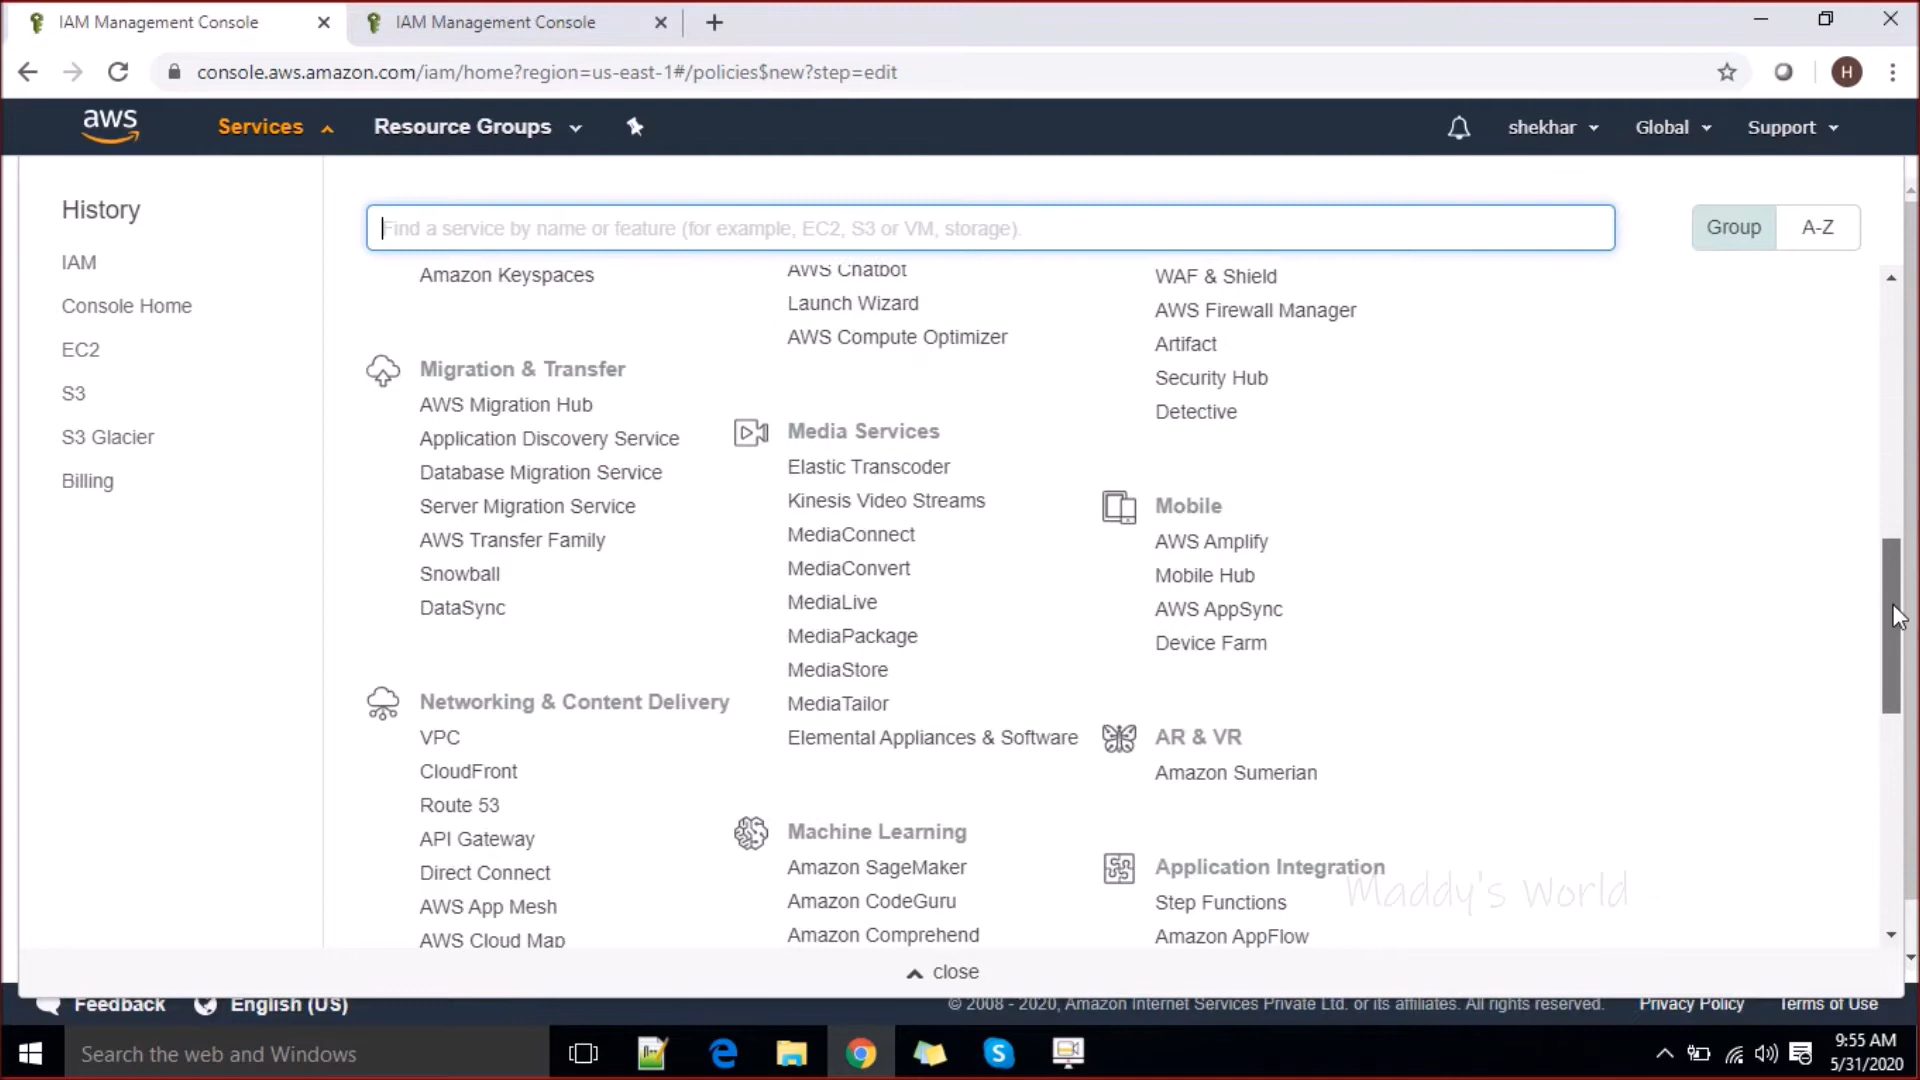 IAM Management Console
IAM Management Console
console.aws.amazon.com/iam/home?region=us-east-1#/policies$new?step=edit
H
aws
Services
Resource Groups
shekhar
Global
Support
History
IAM
Console Home
EC2
S3
S3 Glacier
Billing
Find a service by name or feature (for example, EC2, S3 or VM, storage).
Group
A-Z
Amazon Keyspaces
Migration & Transfer
AWS Migration Hub
Application Discovery Service
Database Migration Service
Server Migration Service
AWS Transfer Family
Snowball
DataSync
Networking & Content Delivery
VPC
CloudFront
Route 53
API Gateway
Direct Connect
AWS App Mesh
AWS Cloud Map
AWS Chatbot
Launch Wizard
AWS Compute Optimizer
Media Services
Elastic Transcoder
Kinesis Video Streams
MediaConnect
MediaConvert
MediaLive
MediaPackage
MediaStore
MediaTailor
Elemental Appliances & Software
Machine Learning
Amazon SageMaker
Amazon CodeGuru
Amazon Comprehend
WAF & Shield
AWS Firewall Manager
Artifact
Security Hub
Detective
Mobile
AWS Amplify
Mobile Hub
AWS AppSync
Device Farm
AR & VR
Amazon Sumerian
Application Integration
Step Functions
Amazon AppFlow
Maddy's World
close
Feedback
English (US)
© 2008 - 2020, Amazon Internet Services Private Ltd. or its affiliates. All rights reserved.
Privacy Policy
Terms of Use
Search the web and Windows
9:55 AM
5/31/2020